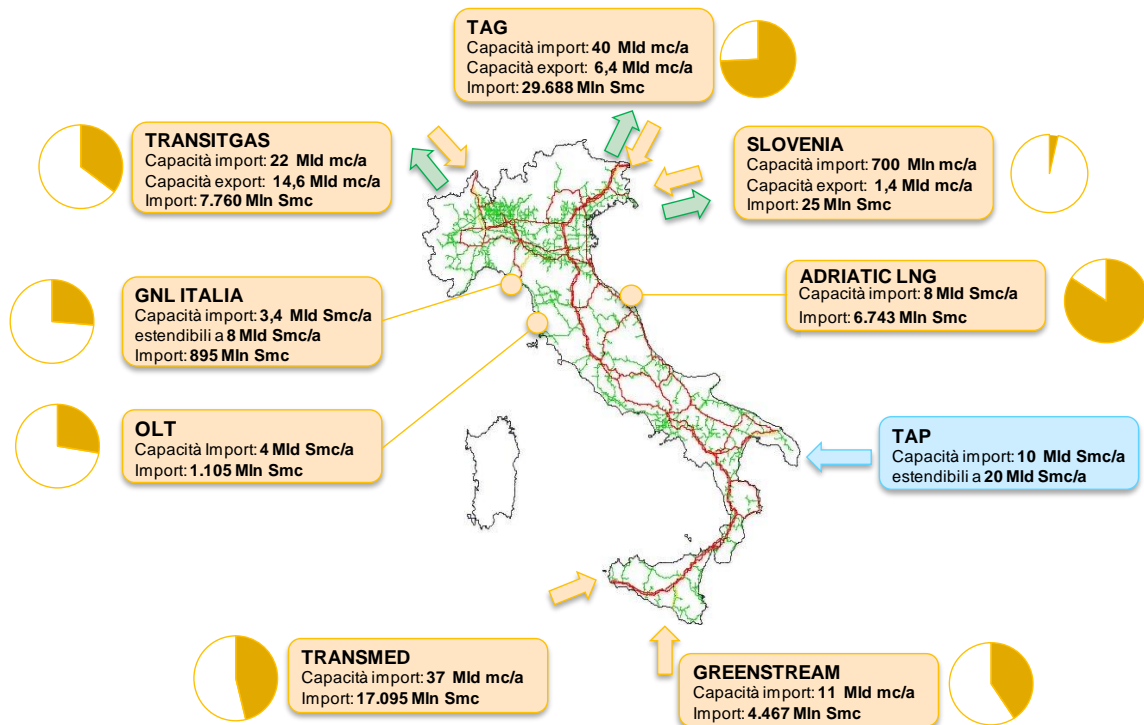 TAG
Capacità import: 40 Mld mc/a
Capacità export: 6,4 Mld mc/a
Import: 29.688 Mln Smc
TRANSITGAS
Capacità import: 22 Mld mc/a
Capacità export: 14,6 Mld mc/a
Import: 7.760 Mln Smc
SLOVENIA
Capacità import: 700 Mln mc/a
Capacità export: 1,4 Mld mc/a
Import: 25 Mln Smc
GNL ITALIA
Capacità import: 3,4 Mld Smc/a
estendibili a 8 Mld Smc/a
Import: 895 Mln Smc
ADRIATIC LNG
Capacità import: 8 Mld Smc/a
Import: 6.743 Mln Smc
OLT
Capacità Import: 4 Mld Smc/a
Import: 1.105 Mln Smc
TAP
Capacità import: 10 Mld Smc/a
estendibili a 20 Mld Smc/a
TRANSMED
Capacità import: 37 Mld mc/a
Import: 17.095 Mln Smc
GREENSTREAM
Capacità import: 11 Mld mc/a
Import: 4.467 Mln Smc